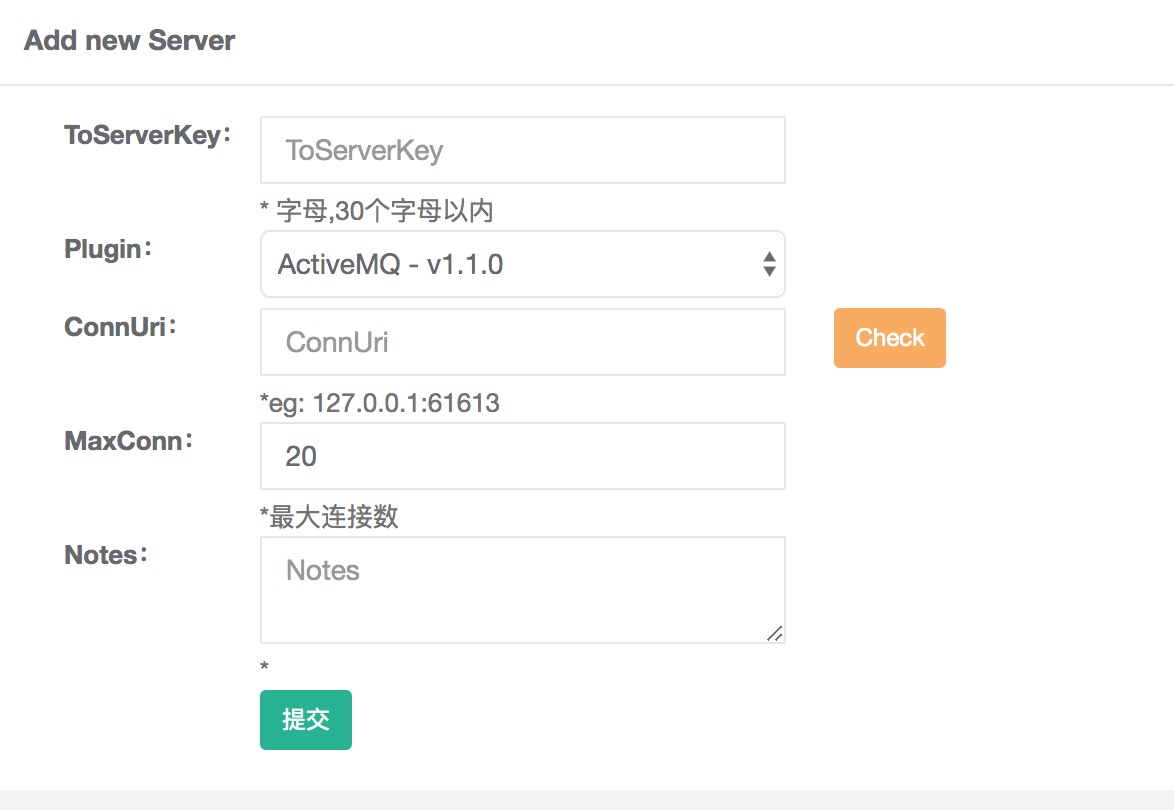 Add new Server
ToServerKey:
ToServerKey
* 字母,30个字母以内
Plugin:
ActiveMQ - v1.1.0
ConnUri:
ConnUri
Check
*eg: 127.0.0.1:61613
MaxConn:
20
*最大连接数
Notes:
Notes
*
提交